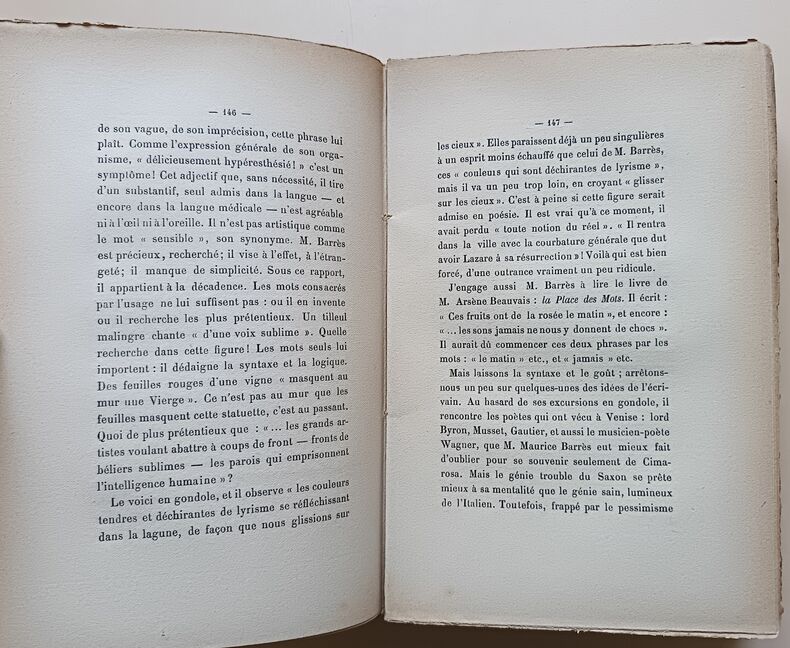 — 146 —
de son vague, de son imprécision, cette phrase lui
plaît. Comme l'expression générale de son orga-
nisme, « délicieusement hypéresthésié! » c'est un
symptôme! Cet adjectif que, sans nécessité, il tire
d'un substantif, seul admis dans la langue — et
encore dans la langue médicale — n'est agréable
ni à l'œil ni à l'oreille. Il n'est pas artistique comme
le mot « sensible », son synonyme. M. Barrès
est précieux, recherché; il vise à l'effet, à l'étran-
geté; il manque de simplicité. Sous ce rapport,
il appartient à la décadence. Les mots consacrés
par l'usage ne lui suffisent pas : ou il en invente
ou il recherche les plus prétentieux. Un tilleul
malingre chante « d'une voix sublime ». Quelle
recherche dans cette figure! Les mots seuls lui
importent : il dédaigne la syntaxe et la logique.
Des feuilles rouges d'une vigne « masquent au
mur une Vierge ». Ce n'est pas au mur que les
feuilles masquent cette statuette, c'est au passant.
Quoi de plus prétentieux que : « ... les grands ar-
tistes voulant abattre à coups de front — fronts de
béliers sublimes — les parois qui emprisonnent
l'intelligence humaine »?
Le voici en gondole, et il observe « les couleurs
tendres et déchirantes de lyrisme se réfléchissant
dans la lagune, de façon que nous glissions sur
— 147 —
les cieux ». Elles paraissent déjà un peu singulières
à un esprit moins échauffé que celui de M. Barrès,
ces « couleurs qui sont déchirantes de lyrisme »,
mais il va un peu trop loin, en croyant « glisser
sur les cieux ». C'est à peine si cette figure serait
admise en poésie. Il est vrai qu'à ce moment, il
avait perdu « toute notion du réel ». « Il rentra
dans la ville avec la courbature générale que dut
avoir Lazare à sa résurrection »! Voilà qui est bien
forcé, d'une outrance vraiment un peu ridicule.
J'engage aussi M. Barrès à lire le livre de
M. Arsène Beauvais : la Place des Mots. Il écrit :
« Ces fruits ont de la rosée le matin », et encore :
« ... les sons jamais ne nous y donnent de chocs ».
Il aurait dû commencer ces deux phrases par les
mots : « le matin » etc., et « jamais » etc.
Mais laissons la syntaxe et le goût ; arrêtons-
nous un peu sur quelques-unes des idées de l'écri-
vain. Au hasard de ses excursions en gondole, il
rencontre les poètes qui ont vécu à Venise : lord
Byron, Musset, Gautier, et aussi le musicien-poète
Wagner, que M. Maurice Barrès eut mieux fait
d'oublier pour se souvenir seulement de Cima-
rosa. Mais le génie trouble du Saxon se prête
mieux à sa mentalité que le génie sain, lumineux
de l'Italien. Toutefois, frappé par le pessimisme